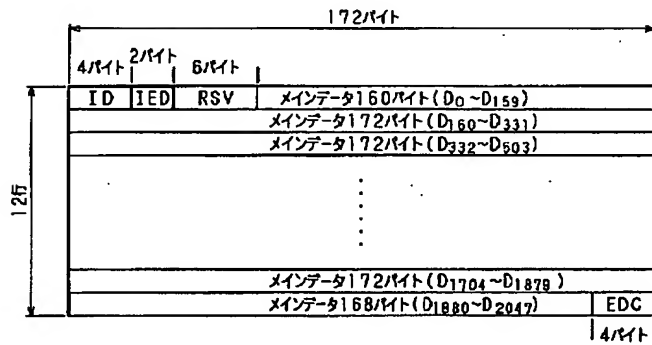 172バイト
4バイト 2バイト 6バイト
ID IED RSV メインデータ160バイト(D0~D159)
メインデータ172バイト(D160~D331)
メインデータ172バイト(D332~D503)
12行
メインデータ172バイト(D1704~D1879)
メインデータ168バイト(D1880~D2047) EDC
4バイト